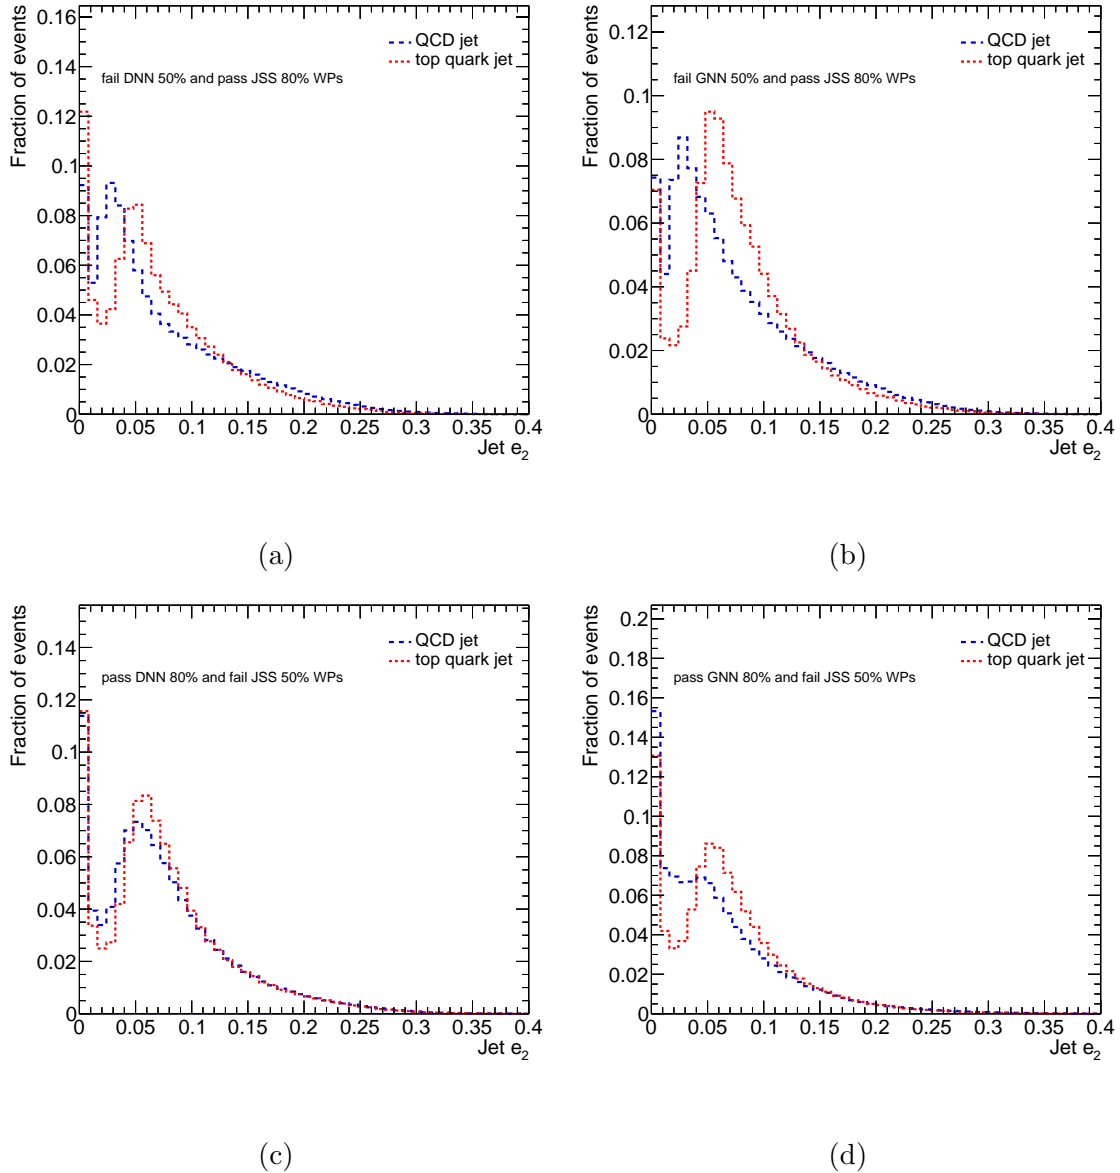 Fraction of events
0.16
0.14
0.12
0.1
0.08
0.06
0.04
0.02
0
QCD jet
top quark jet
fail DNN 50% and pass JSS 80% WPs
0 0.05 0.1 0.15 0.2 0.25 0.3 0.35 0.4
Jet e2
(a)
Fraction of events
0.12
0.1
0.08
0.06
0.04
0.02
0
QCD jet
top quark jet
fail GNN 50% and pass JSS 80% WPs
0 0.05 0.1 0.15 0.2 0.25 0.3 0.35 0.4
Jet e2
(b)
Fraction of events
0.14
0.12
0.1
0.08
0.06
0.04
0.02
0
QCD jet
top quark jet
pass DNN 80% and fail JSS 50% WPs
0 0.05 0.1 0.15 0.2 0.25 0.3 0.35 0.4
Jet e2
(c)
Fraction of events
0.2
0.18
0.16
0.14
0.12
0.1
0.08
0.06
0.04
0.02
0
QCD jet
top quark jet
pass GNN 80% and fail JSS 50% WPs
0 0.05 0.1 0.15 0.2 0.25 0.3 0.35 0.4
Jet e2
(d)